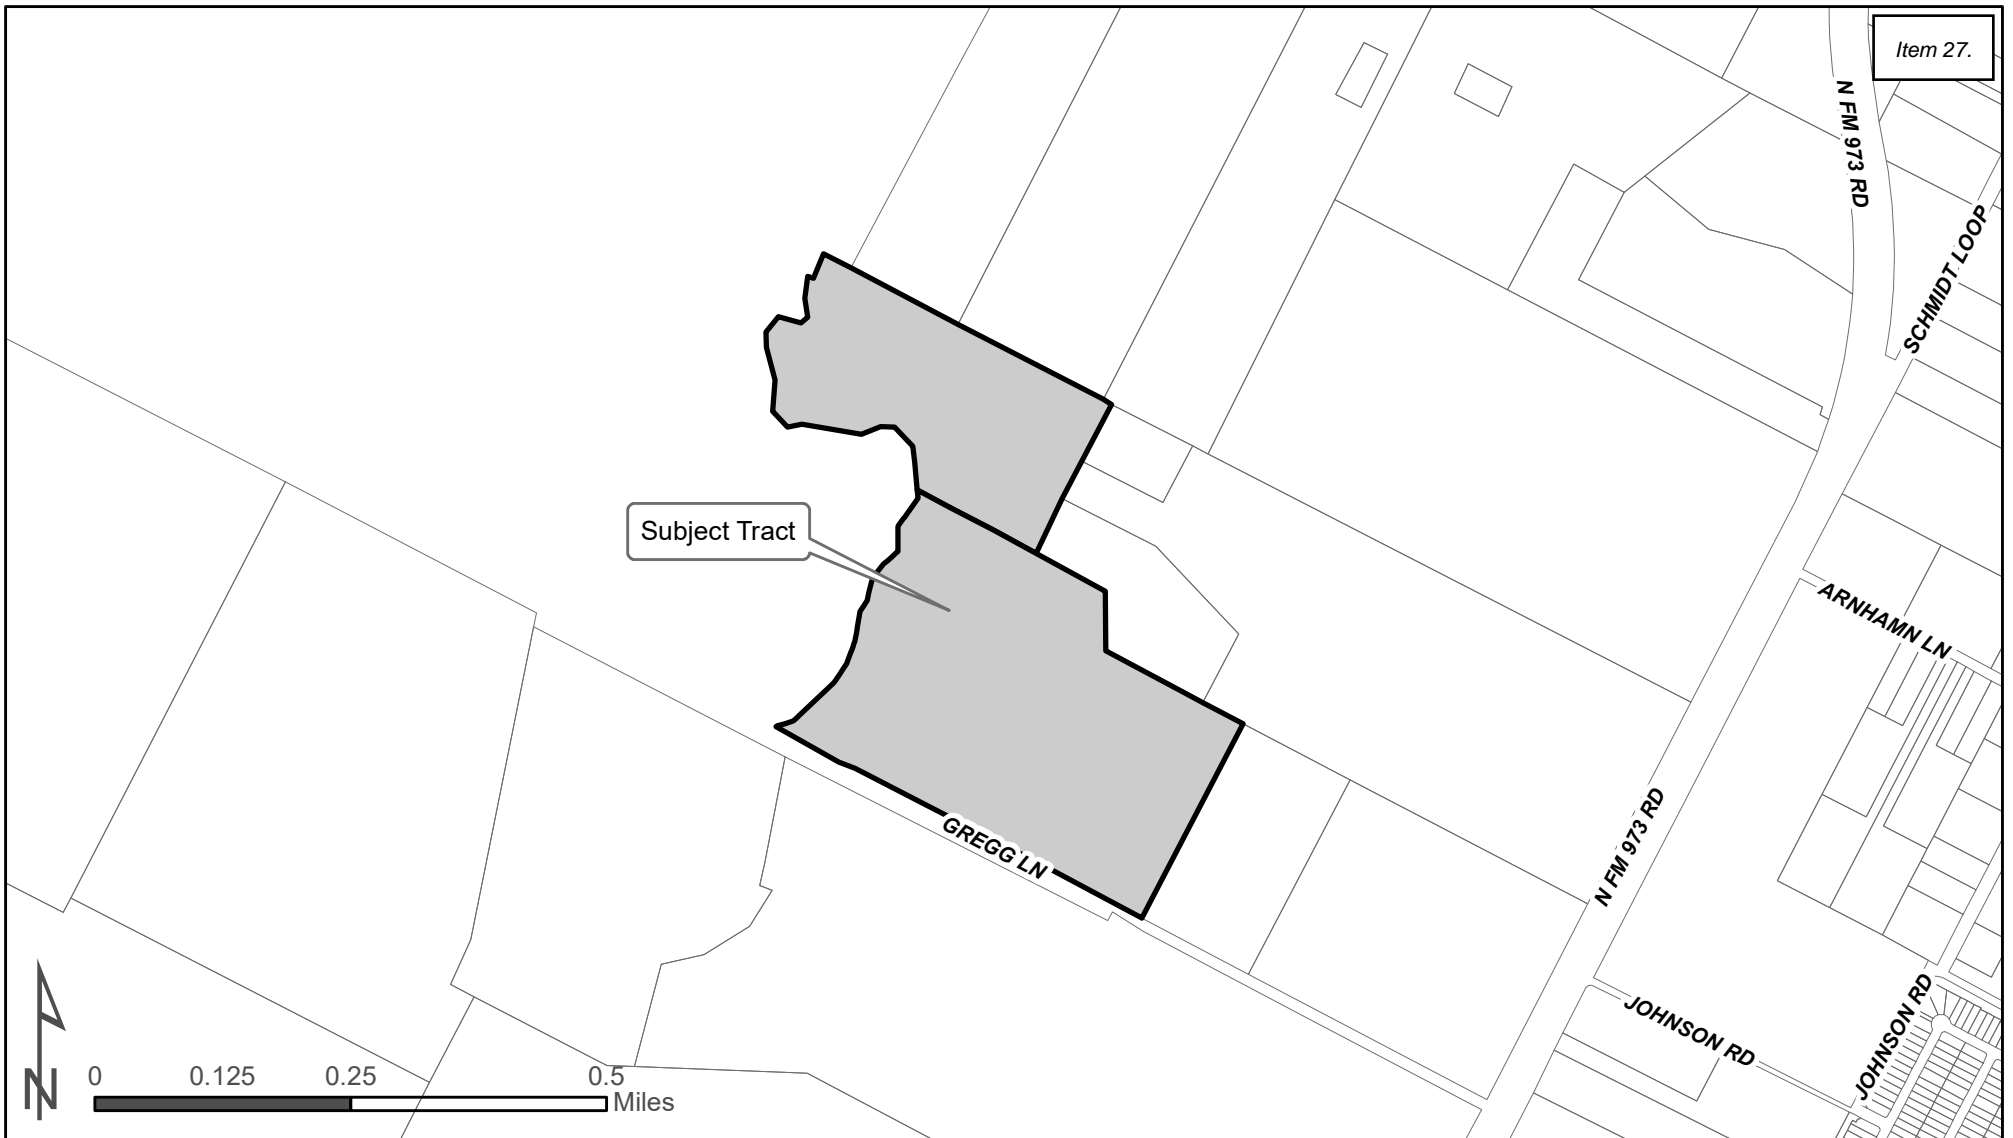 Item 27.
N FM 973 RD
SCHMIDT LOOP
Subject Tract
ARNHAMN LN
GREGG LN
N FM 973 RD
JOHNSON RD
JOHNSON RD
N
0 0.125 0.25 0.5
Miles